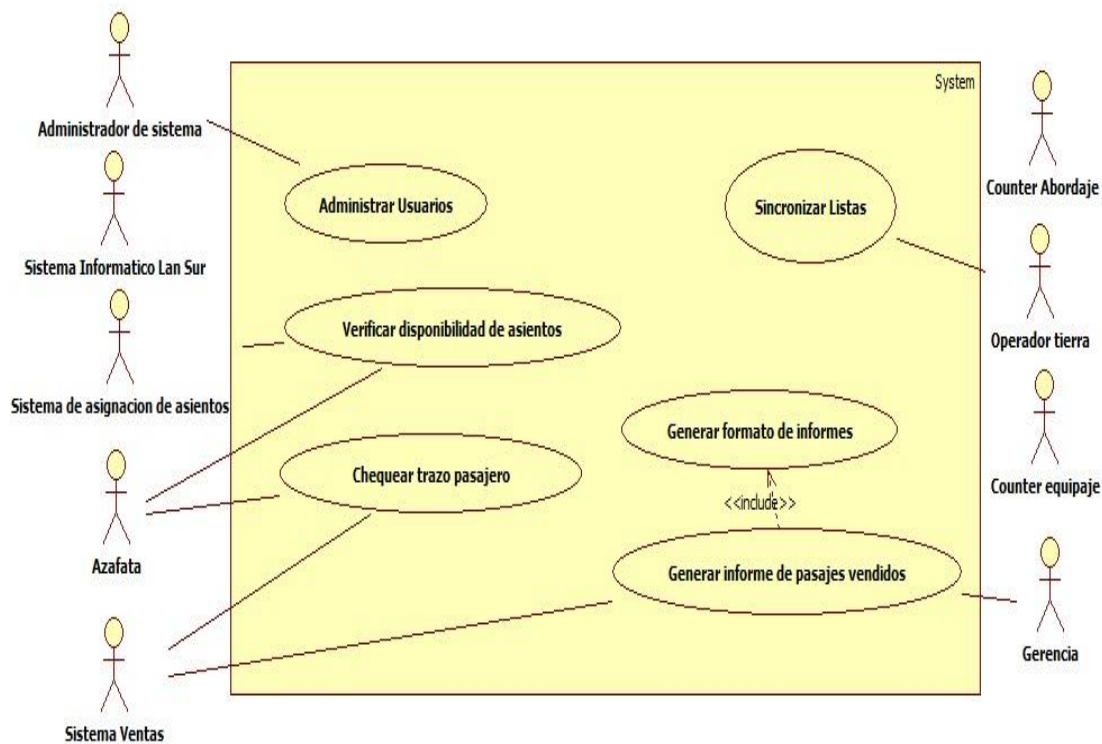 System
Administrador de sistema
Counter Abordaje
Administrar Usuarios
Sincronizar Listas
Sistema Informatico Lan Sur
Verificar disponibilidad de asientos
Operador tierra
Sistema de asignacion de asientos
Generar formato de informes
Chequear trazo pasajero
Counter equipaje
<<include>>
Azafata
Generar informe de pasajes vendidos
Gerencia
Sistema Ventas